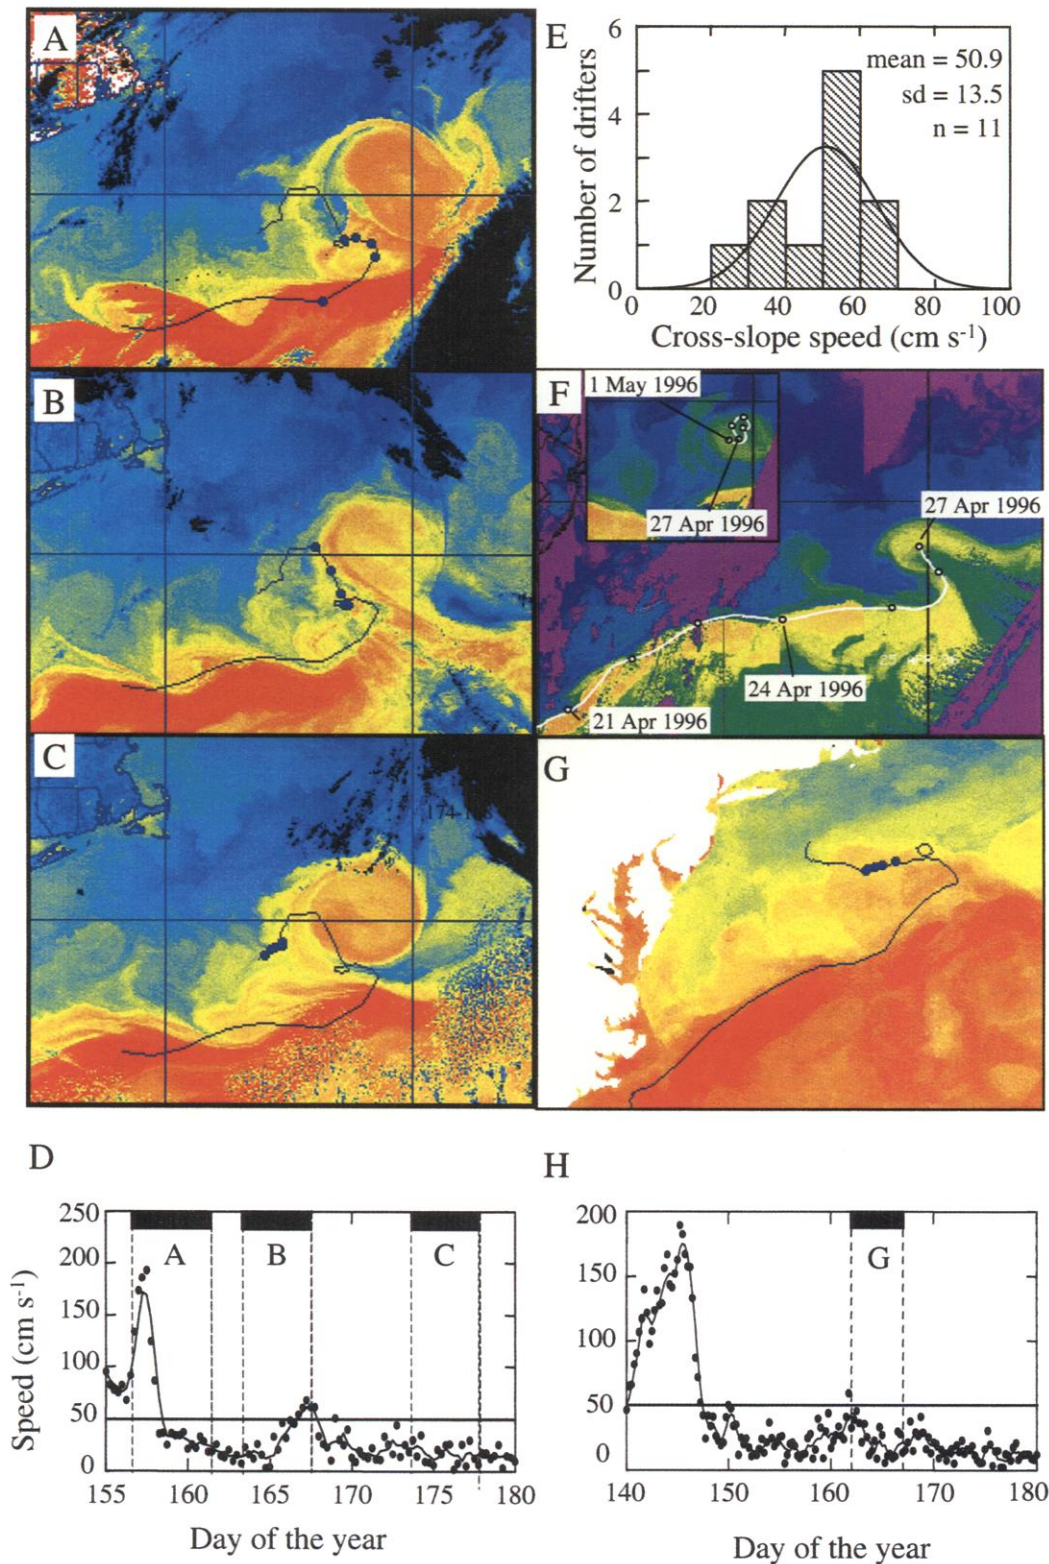 A
E
6
4
2
0
Number of drifters
mean = 50.9
sd = 13.5
n = 11
0
20
40
60
80
100
Cross-slope speed (cm s⁻¹)
B
F
1 May 1996
27 Apr 1996
27 Apr 1996
24 Apr 1996
21 Apr 1996
C
G
D
250
200
150
100
50
0
Speed (cm s⁻¹)
A
B
C
155
160
165
170
175
180
Day of the year
H
200
150
100
50
0
G
140
150
160
170
180
Day of the year